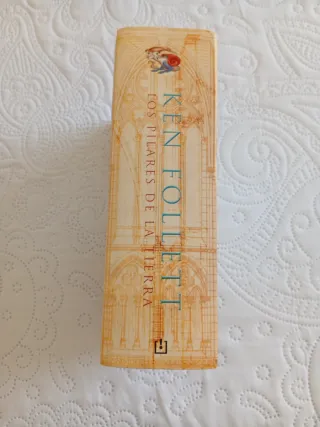 KEN FOLLETT
LOS PILARES DE LA TIERRA